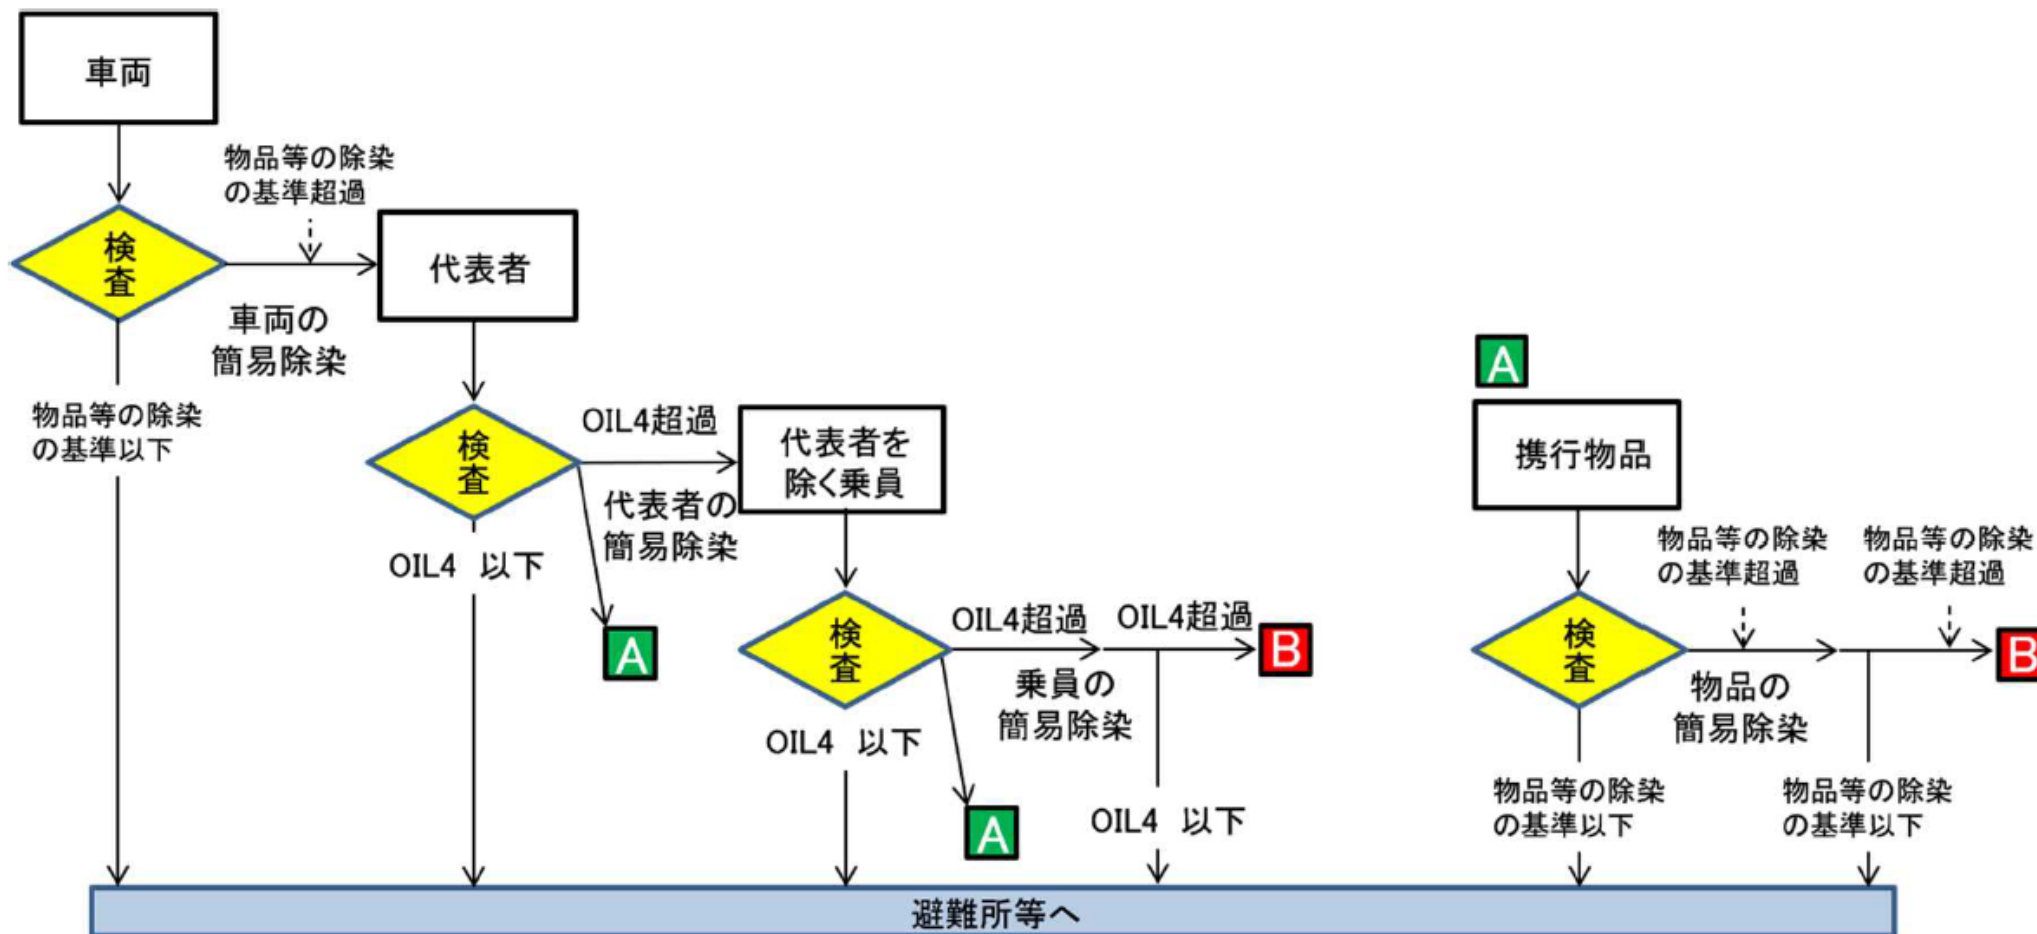 車両
物品等の除染
の基準超過
検
査
代表者
車両の
簡易除染
物品等の除染
の基準以下
検
査
OIL4超過
代表者の
簡易除染
代表者を
除く乗員
OIL4 以下
A
検
査
OIL4超過
OIL4超過
B
乗員の
簡易除染
OIL4 以下
A
OIL4 以下
A
携行物品
物品等の除染
の基準超過
物品等の除染
の基準超過
検
査
B
物品の
簡易除染
物品等の除染
の基準以下
物品等の除染
の基準以下
避難所等へ